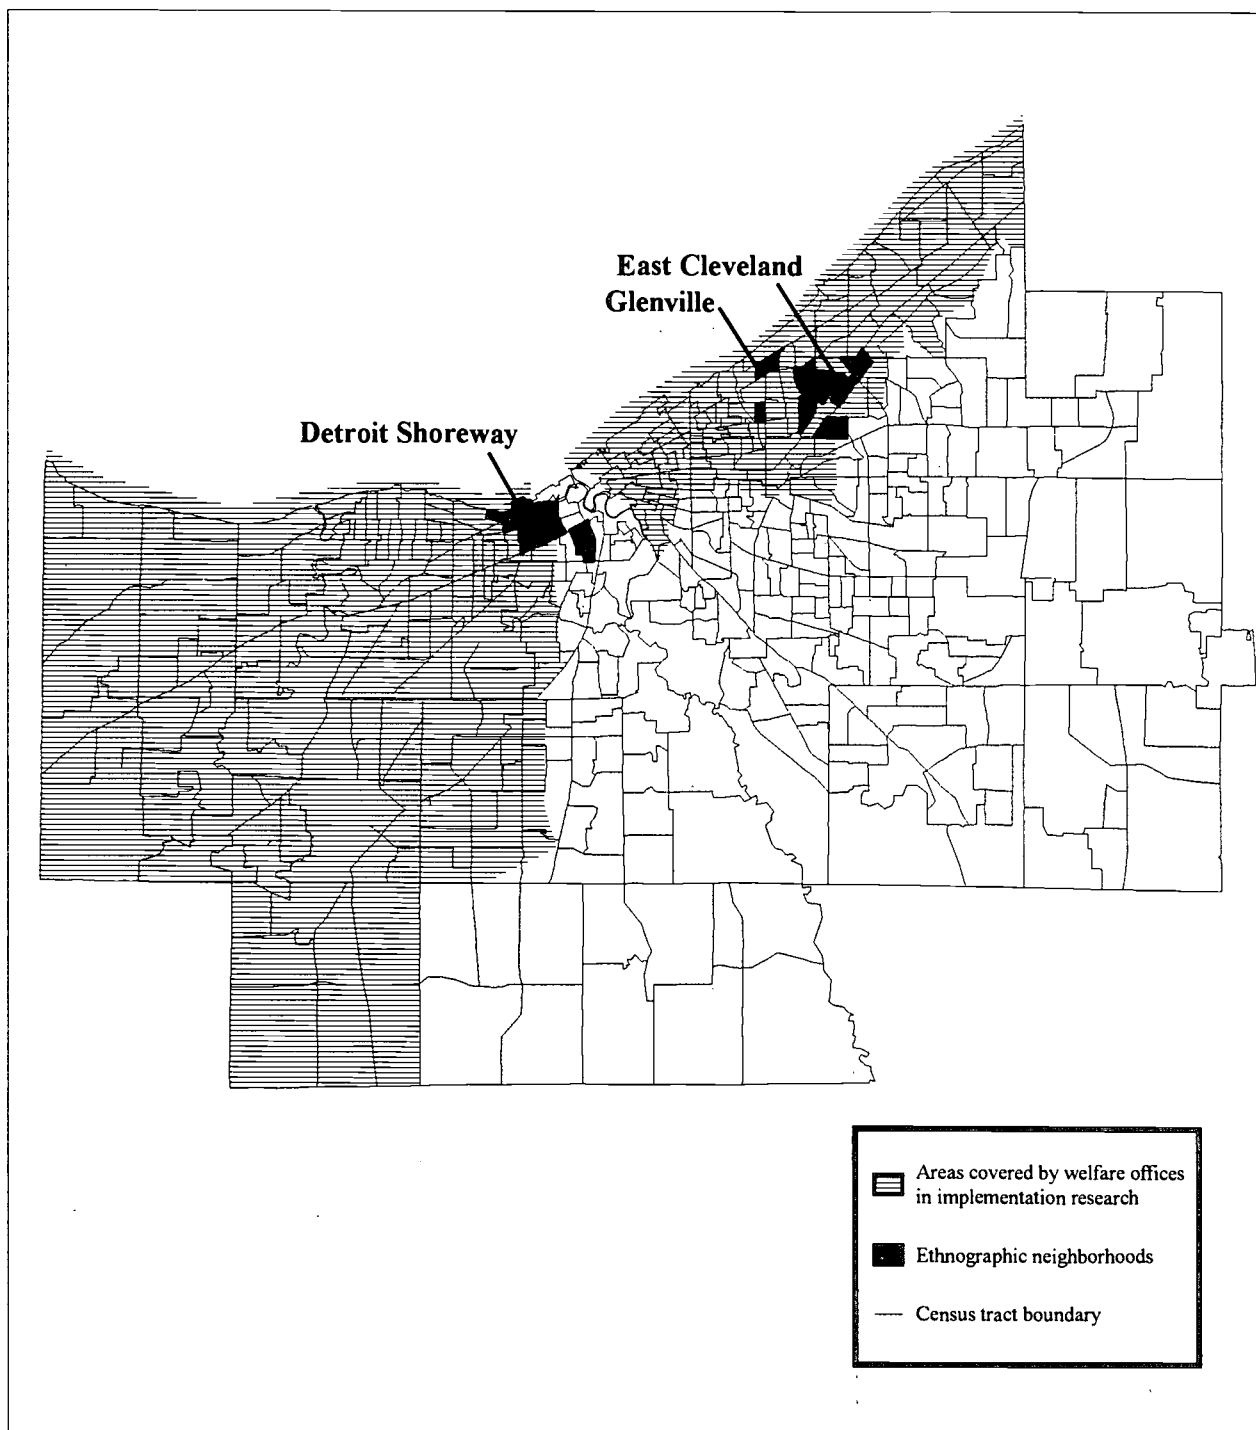 East Cleveland
Glenville
Detroit Shoreway
Areas covered by welfare offices
in implementation research
Ethnographic neighborhoods
Census tract boundary